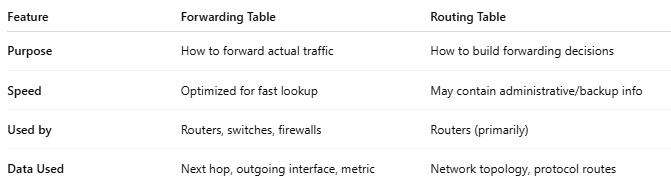 Feature Forwarding Table Routing Table
Purpose How to forward actual traffic How to build forwarding decisions
Speed Optimized for fast lookup May contain administrative/backup info
Used by Routers, switches, firewalls Routers (primarily)
Data Used Next hop, outgoing interface, metric Network topology, protocol routes